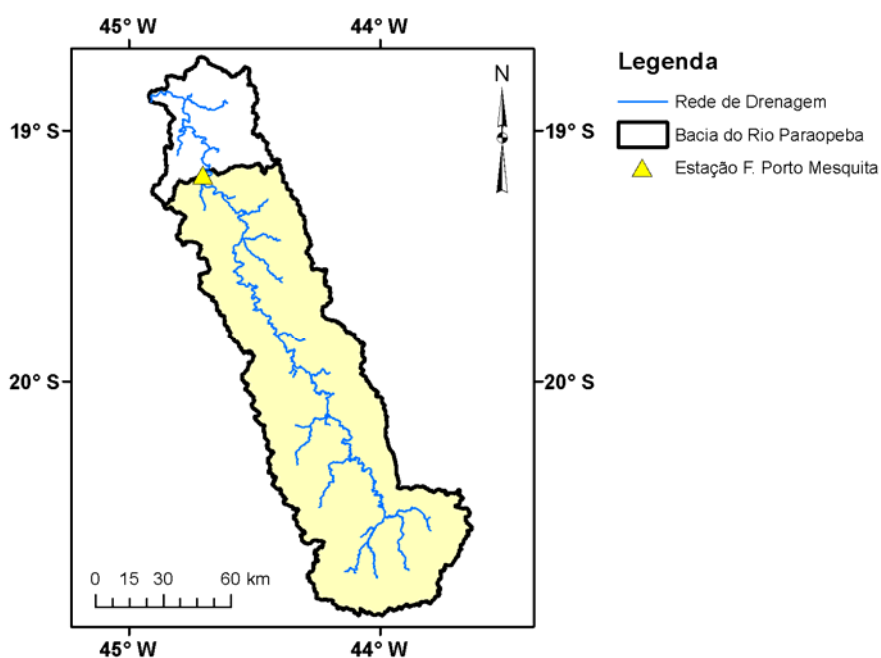 45° W 44° W
N
19° S 19° S
20° S 20° S
0 15 30 60 km
45° W 44° W
Legenda
Rede de Drenagem
Bacia do Rio Paraopeba
Estação F. Porto Mesquita